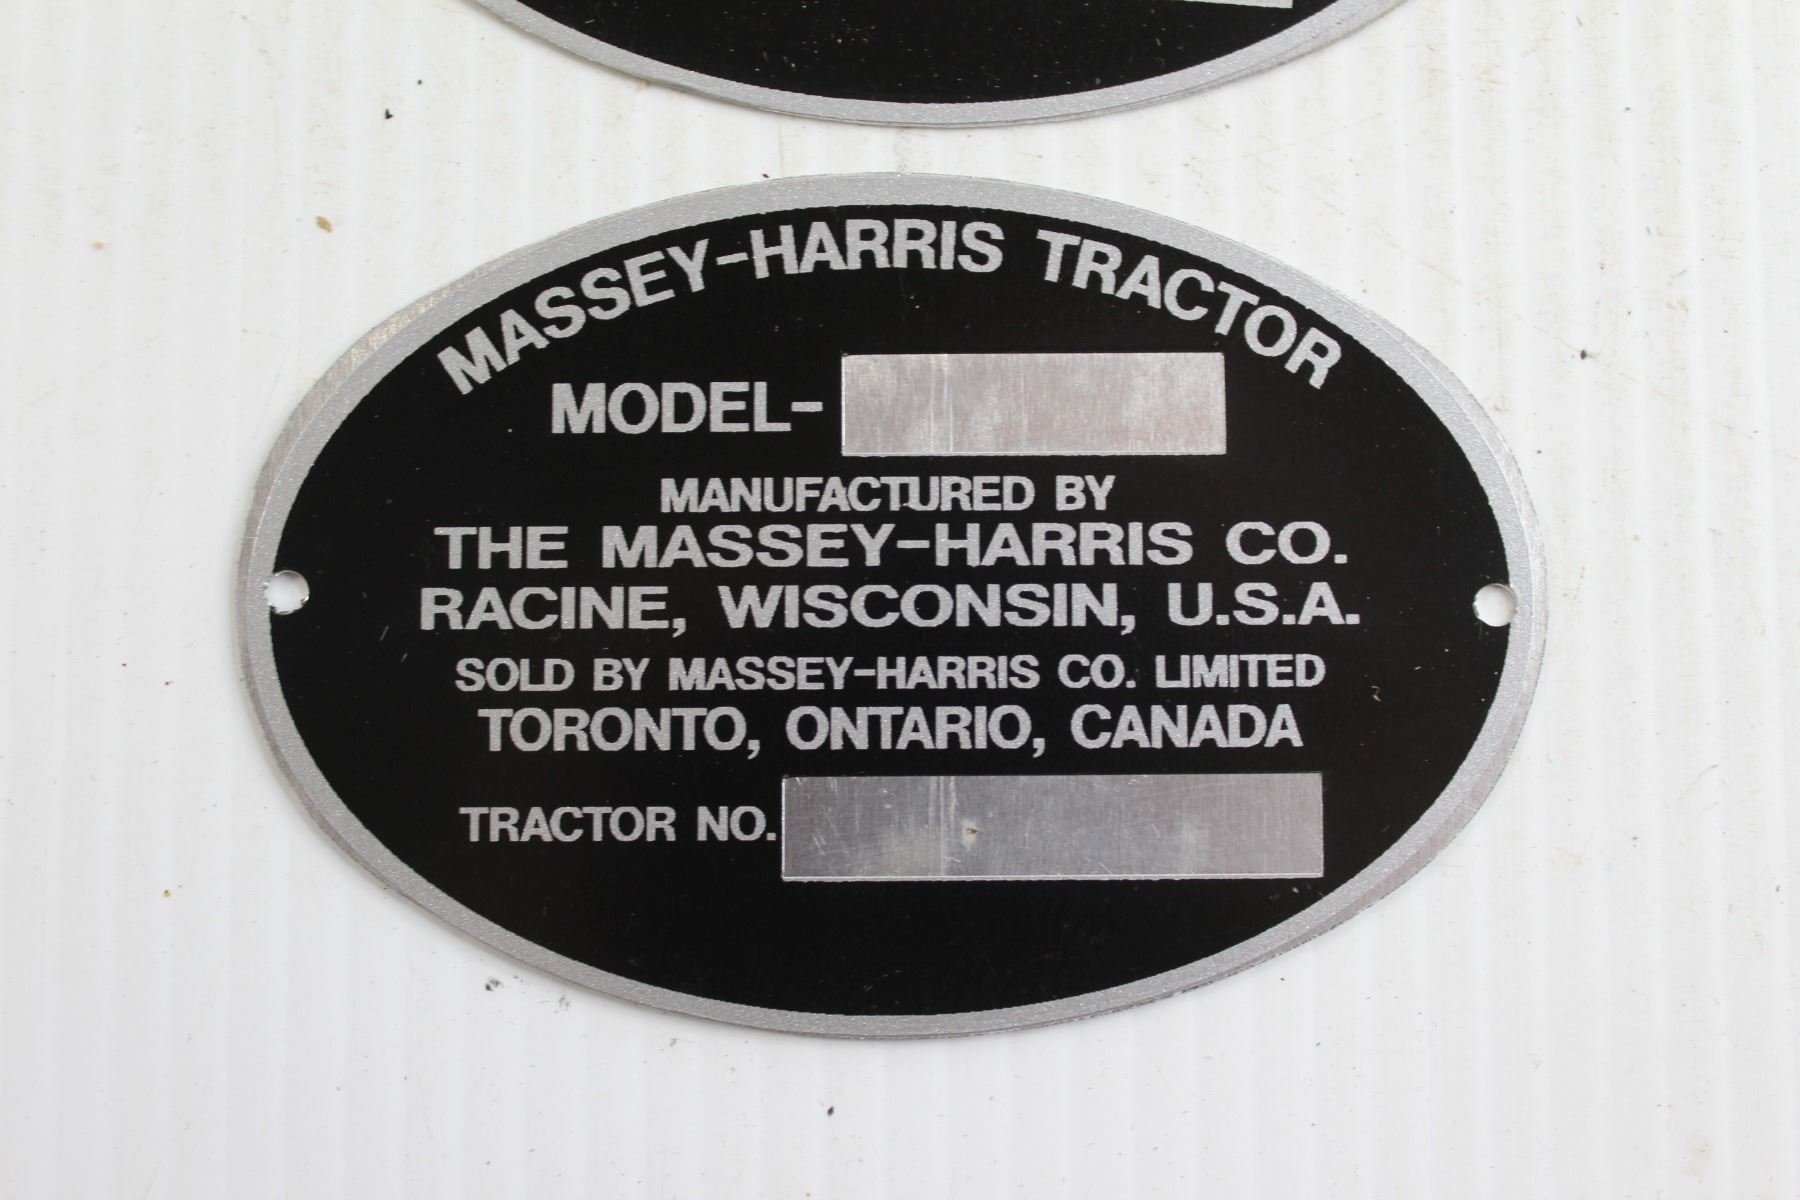 MASSEY-HARRIS TRACTOR
MODEL-
MANUFACTURED BY
THE MASSEY-HARRIS CO.
RACINE, WISCONSIN, U.S.A.
SOLD BY MASSEY-HARRIS CO. LIMITED
TORONTO, ONTARIO, CANADA
TRACTOR NO.